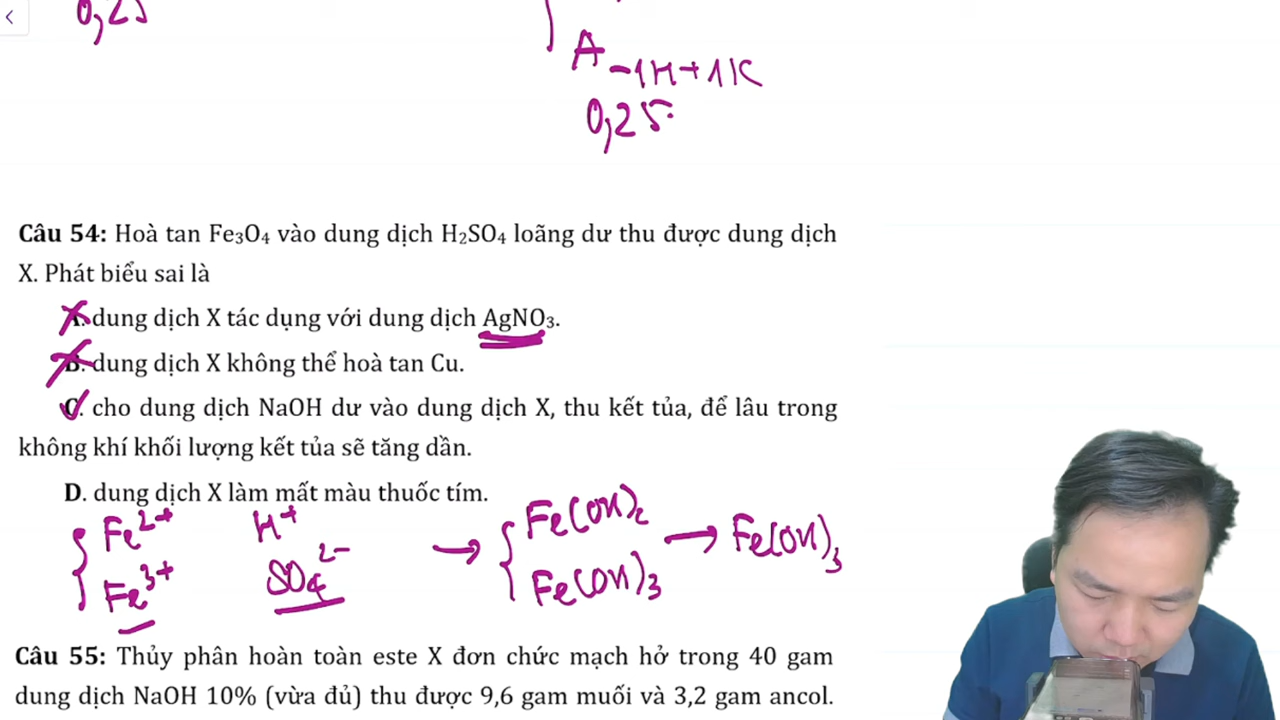 0,25
A -1H+1K
0,25
Câu 54: Hoà tan Fe₃O₄ vào dung dịch H₂SO₄ loãng dư thu được dung dịch
X. Phát biểu sai là
A. dung dịch X tác dụng với dung dịch AgNO₃.
B. dung dịch X không thể hoà tan Cu.
C. cho dung dịch NaOH dư vào dung dịch X, thu kết tủa, để lâu trong
không khí khối lượng kết tủa sẽ tăng dần.
D. dung dịch X làm mất màu thuốc tím.
Fe²⁺ H⁺ → Fe(OH)₂ → Fe(OH)₃
Fe³⁺ SO₄²⁻ Fe(OH)₃
Câu 55: Thủy phân hoàn toàn este X đơn chức mạch hở trong 40 gam
dung dịch NaOH 10% (vừa đủ) thu được 9,6 gam muối và 3,2 gam ancol.